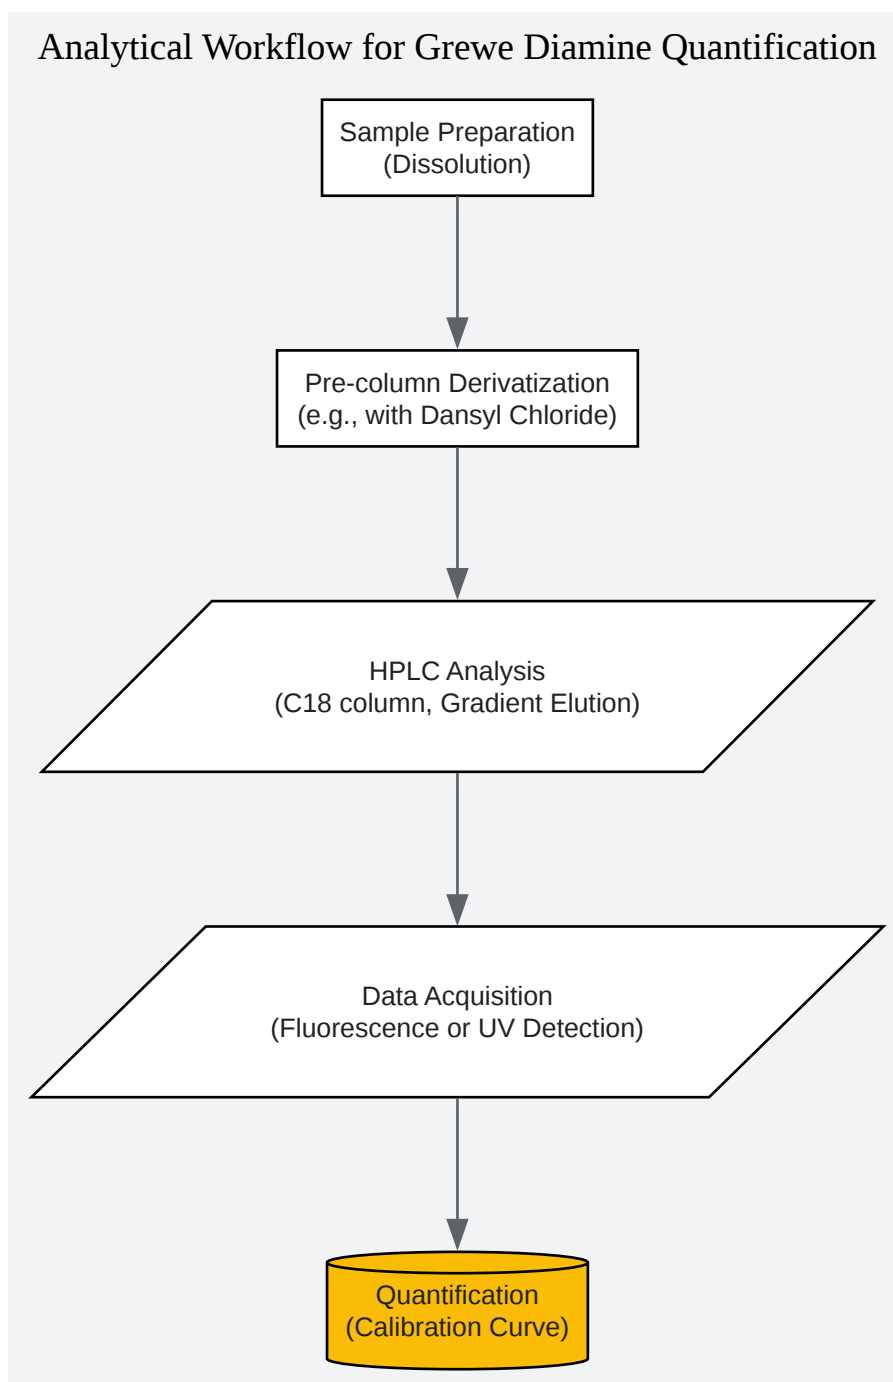 Analytical Workflow for Grewe Diamine Quantification
Sample Preparation
(Dissolution)
Pre-column Derivatization
(e.g., with Dansyl Chloride)
HPLC Analysis
(C18 column, Gradient Elution)
Data Acquisition
(Fluorescence or UV Detection)
Quantification
(Calibration Curve)